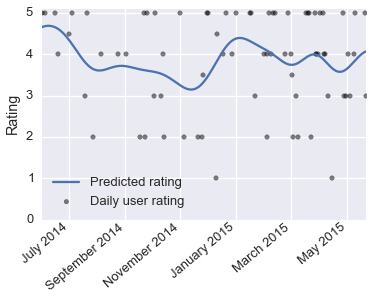 5
4
3
2
1
0
Rating
Predicted rating
Daily user rating
July 2014
September 2014
November 2014
January 2015
March 2015
May 2015